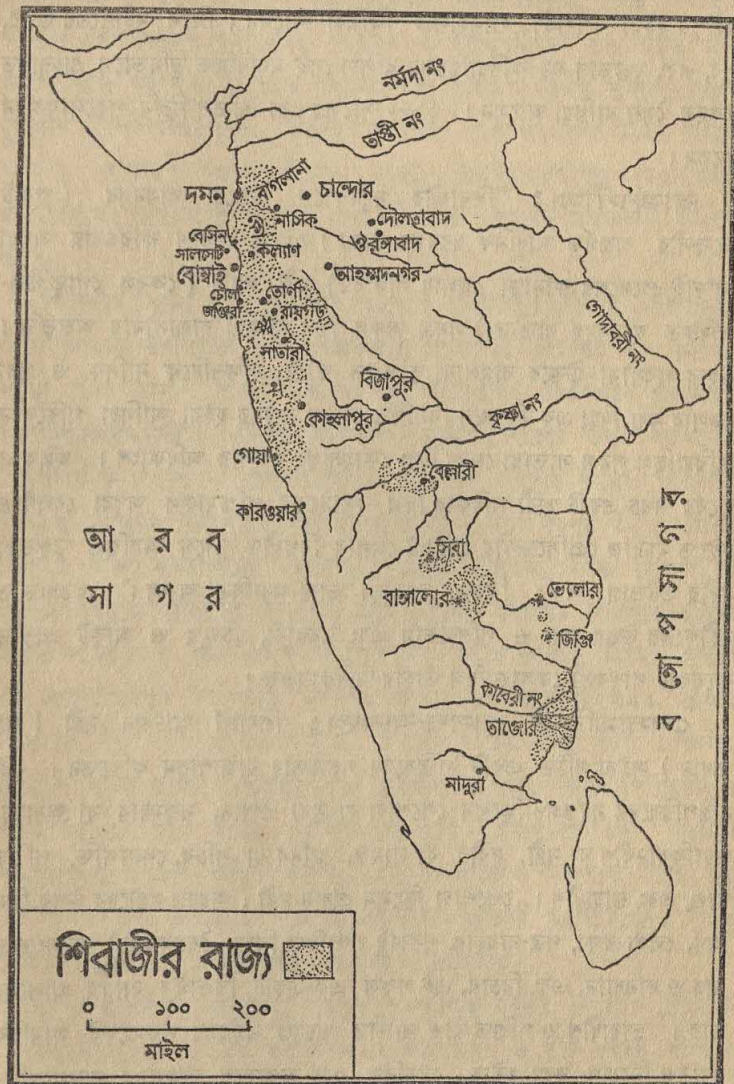 নর্মদা নং
তাপ্তী নং
বাগলানা
দমন
চান্দোর
নাসিক
দৌলতাবাদ
ঔরঙ্গাবাদ
বেসিন
সালসেট
কল্যাণ
বোম্বাই
আহম্মদনগর
চৌল
জঞ্জিরা
তোর্ণা
রায়গড়
সাতারা
গোদাবরী নং
বিজাপুর
কোহলাপুর
কৃষ্ণা নং
গোয়া
বেল্লারী
কারওয়ার
আ র ব
সা গ র
সিরা
বাঙ্গালোর
ভেলোর
জিঞ্জি
ব ঙ্গো প সা গ র
কাবেরী নং
তাঞ্জোর
মাদুরা
শিবাজীর রাজ্য
০ ১০০ ২০০
মাইল